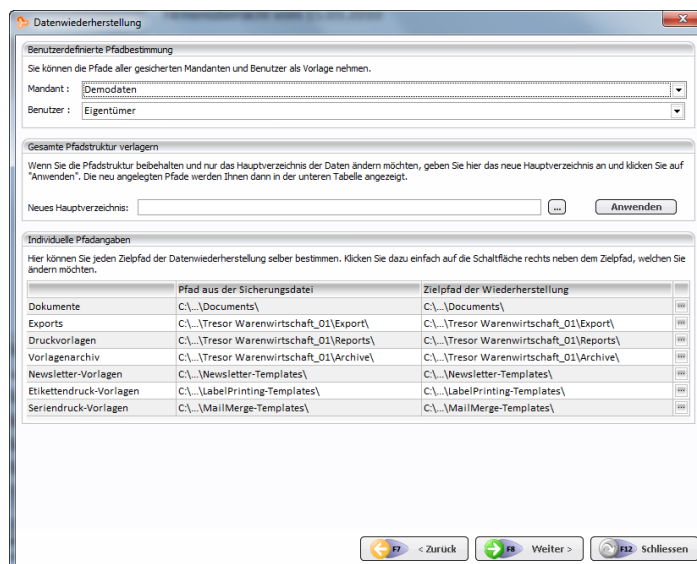 Datenwiederherstellung
Benutzerdefinierte Pfadbestimmung
Sie können die Pfade aller gesicherten Mandanten und Benutzer als Vorlage nehmen.
Mandant : Demodaten
Benutzer : Eigentümer
Gesamte Pfadstruktur verlagern
Wenn Sie die Pfadstruktur beibehalten und nur das Hauptverzeichnis der Daten ändern möchten, geben Sie hier das neue Hauptverzeichnis an und klicken Sie auf
"Anwenden". Die neu angelegten Pfade werden Ihnen dann in der unteren Tabelle angezeigt.
Neues Hauptverzeichnis: ... Anwenden
Individuelle Pfadangaben
Hier können Sie jeden Zielpfad der Datenwiederherstellung selber bestimmen. Klicken Sie dazu einfach auf die Schaltfläche rechts neben dem Zielpfad, welchen Sie
ändern möchten.
Pfad aus der Sicherungsdatei Zielpfad der Wiederherstellung
Dokumente C:\...\Documents\ C:\...\Documents\
Exports C:\...\Tresor Warenwirtschaft_01\Export\ C:\...\Tresor Warenwirtschaft_01\Export\
Druckvorlagen C:\...\Tresor Warenwirtschaft_01\Reports\ C:\...\Tresor Warenwirtschaft_01\Reports\
Vorlagenarchiv C:\...\Tresor Warenwirtschaft_01\Archive\ C:\...\Tresor Warenwirtschaft_01\Archive\
Newsletter-Vorlagen C:\...\Newsletter-Templates\ C:\...\Newsletter-Templates\
Etikettendruck-Vorlagen C:\...\LabelPrinting-Templates\ C:\...\LabelPrinting-Templates\
Seriendruck-Vorlagen C:\...\MailMerge-Templates\ C:\...\MailMerge-Templates\
F7 < Zurück F8 Weiter > F12 Schliessen